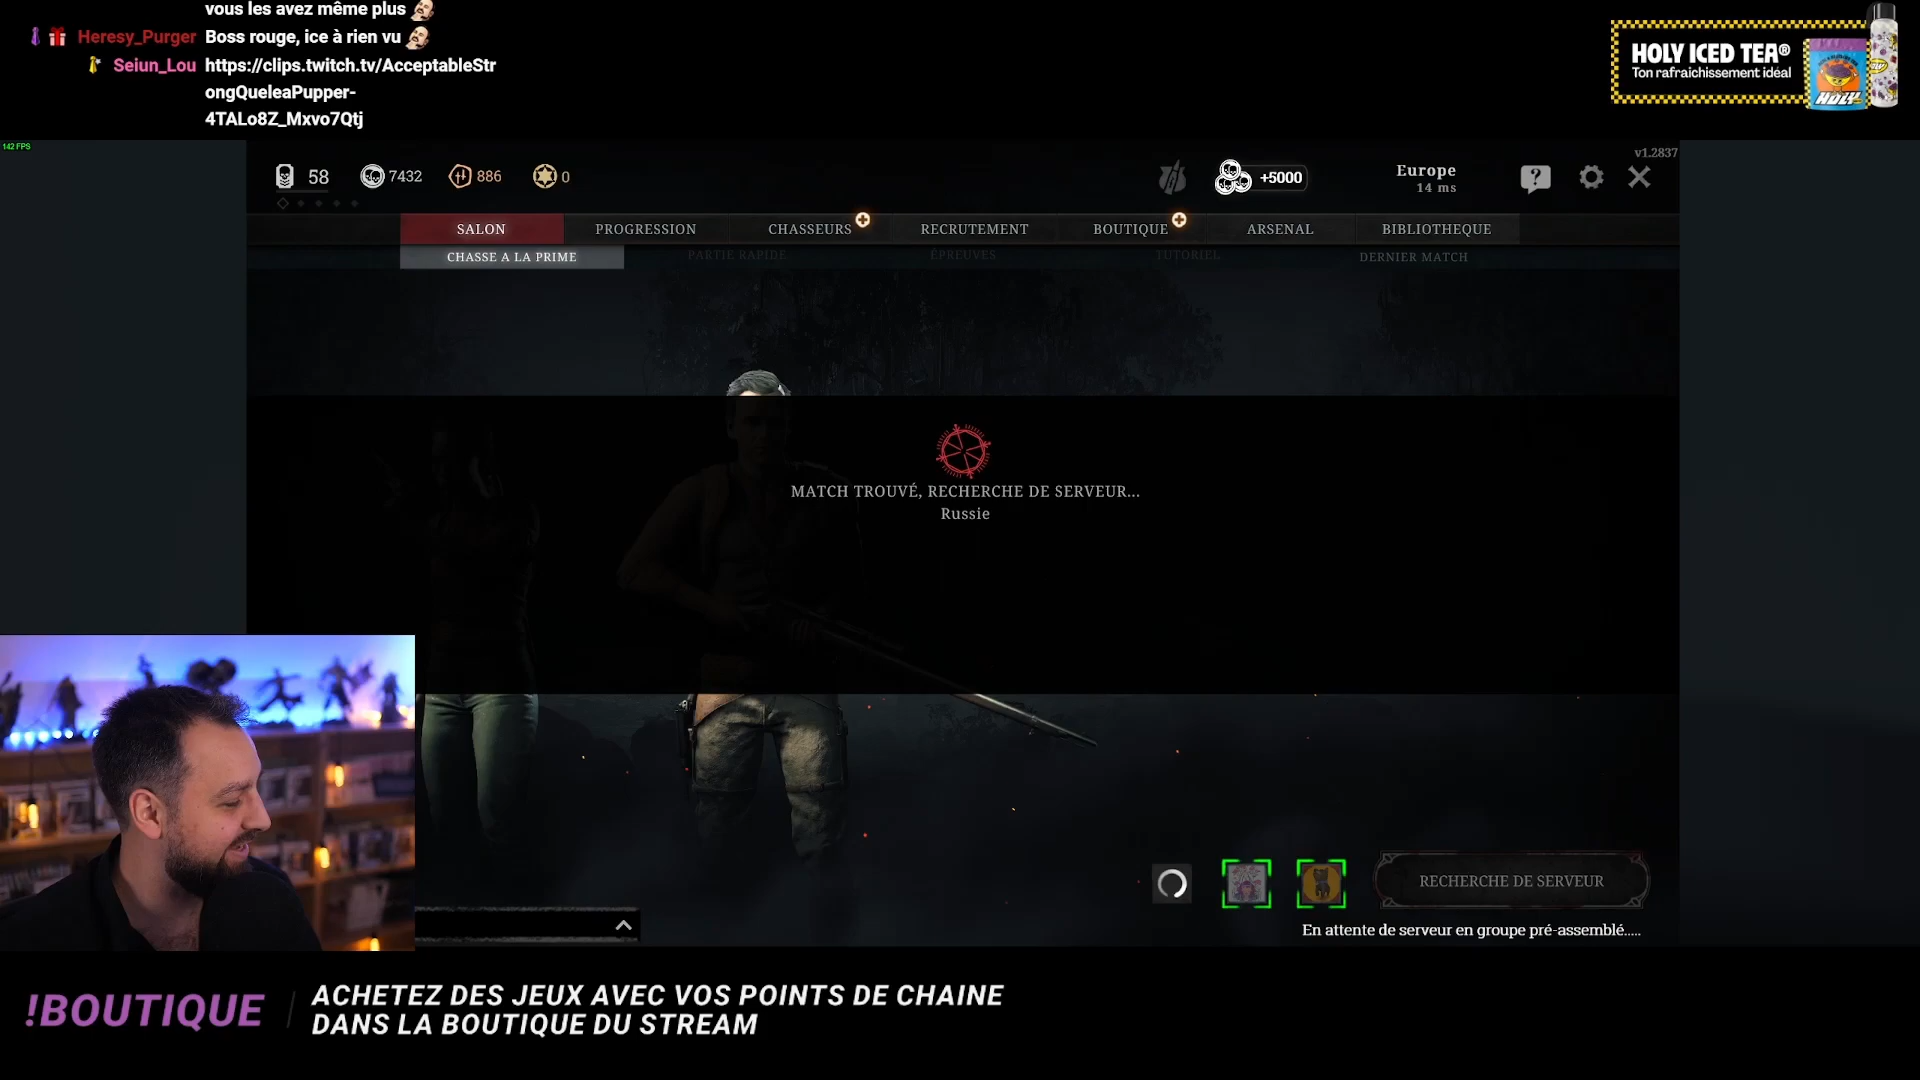 vous les avez même plus
Heresy_Purger Boss rouge, ice à rien vu
Seiun_Lou https://clips.twitch.tv/AcceptableStr
ongQueleaPupper-
4TALo8Z_Mxvo7Qtj
HOLY ICED TEA®
Ton rafraichissement idéal
HOLY
142 FPS
v1.2837
58 7432 886 0
+5000
Europe
14 ms
SALON PROGRESSION CHASSEURS RECRUTEMENT BOUTIQUE ARSENAL BIBLIOTHEQUE
CHASSE A LA PRIME PARTIE RAPIDE ÉPREUVES TUTORIEL DERNIER MATCH
MATCH TROUVÉ, RECHERCHE DE SERVEUR...
Russie
RECHERCHE DE SERVEUR
En attente de serveur en groupe pré-assemblé.....
!BOUTIQUE
ACHETEZ DES JEUX AVEC VOS POINTS DE CHAINE
DANS LA BOUTIQUE DU STREAM